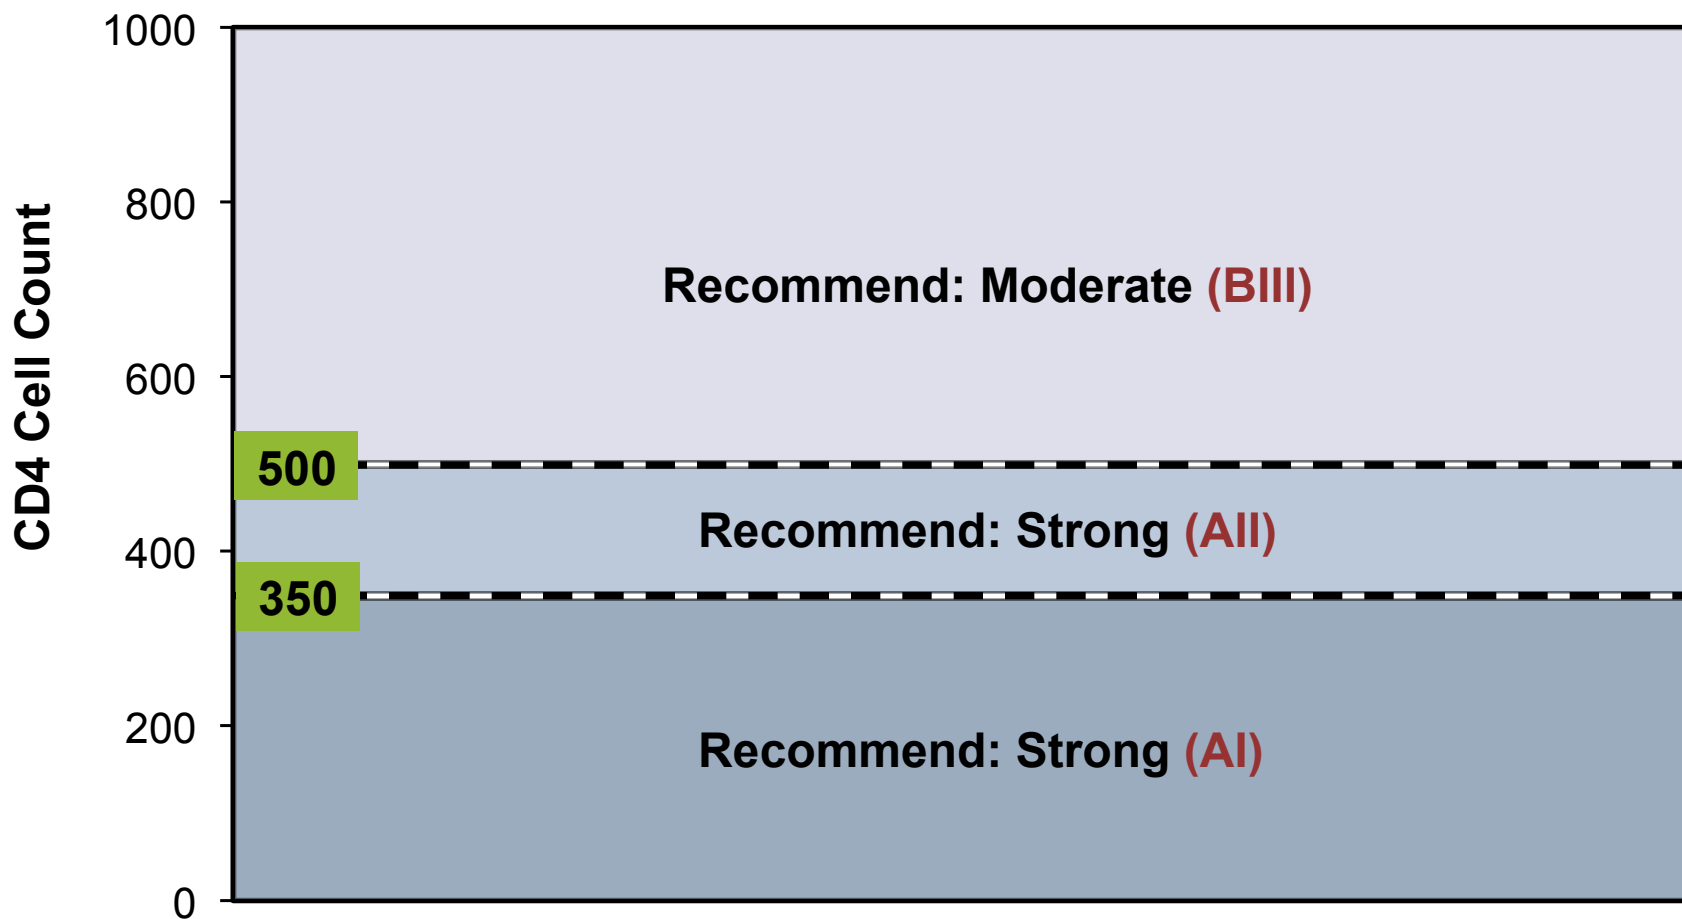 1000
800
600
400
200
0
CD4 Cell Count
Recommend: Moderate (BIII)
500
Recommend: Strong (AII)
350
Recommend: Strong (AI)